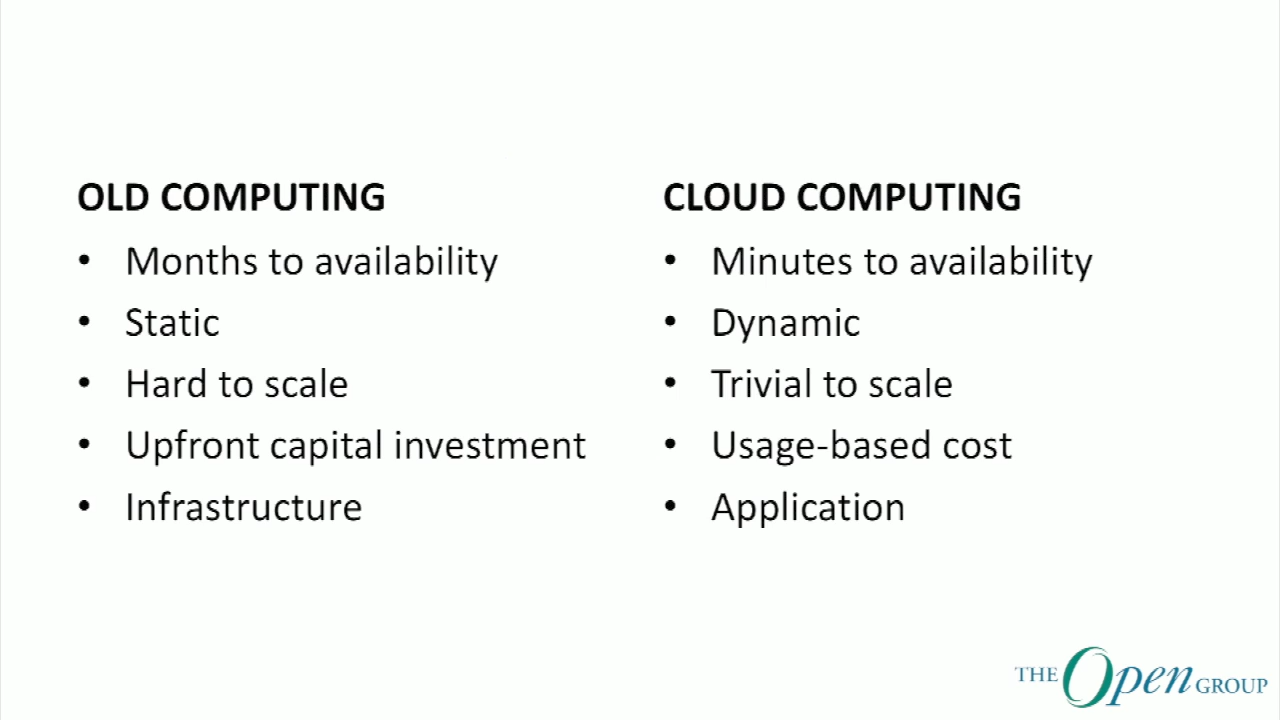 OLD COMPUTING
• Months to availability
• Static
• Hard to scale
• Upfront capital investment
• Infrastructure
CLOUD COMPUTING
• Minutes to availability
• Dynamic
• Trivial to scale
• Usage-based cost
• Application
THE Open GROUP